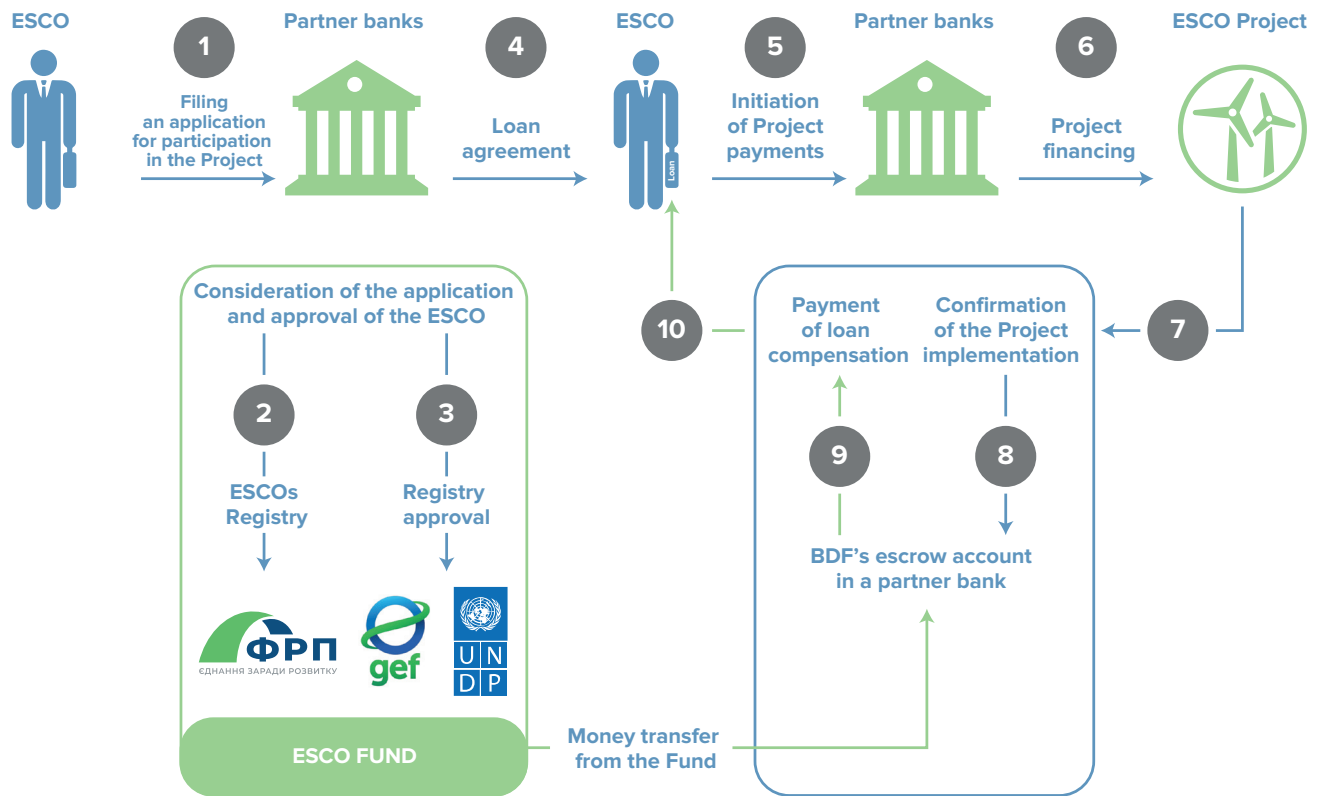 ESCO
1
Partner banks
4
ESCO
5
Partner banks
6
ESCO Project
Filing
an application
for participation
in the Project
Loan
agreement
Loan
Initiation
of Project
payments
Project
financing
Consideration of the application
and approval of the ESCO
2
3
ESCOs
Registry
Registry
approval
ФРП
ЄДНАННЯ ЗАРАДИ РОЗВИТКУ
gef
U N
D P
ESCO FUND
Money transfer
from the Fund
10
Payment
of loan
compensation
Confirmation
of the Project
implementation
7
9
8
BDF’s escrow account
in a partner bank